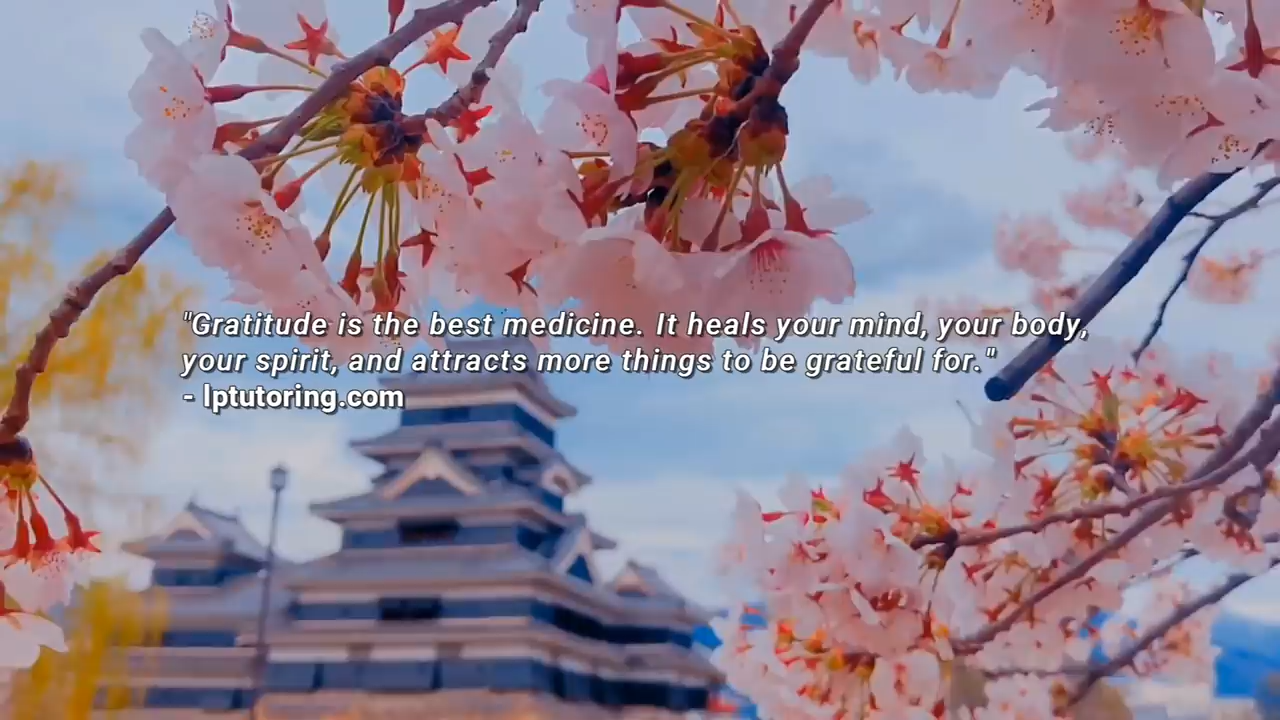 "Gratitude is the best medicine. It heals your mind, your body,
your spirit, and attracts more things to be grateful for."
- lptutoring.com